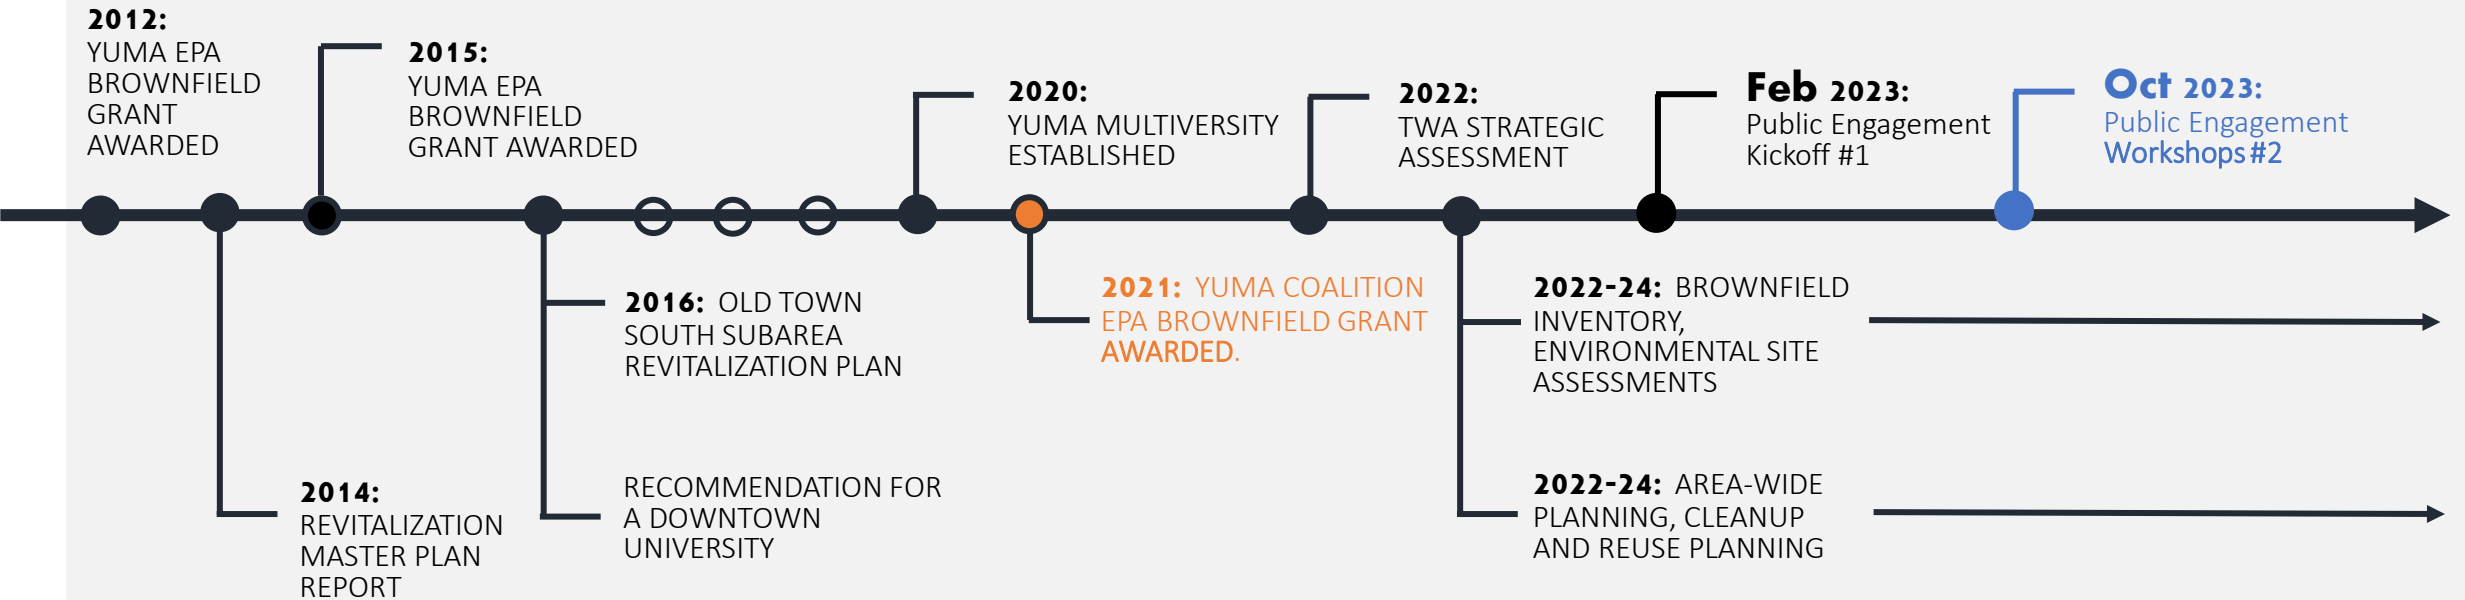 2012:
YUMA EPA
BROWNFIELD
GRANT
AWARDED
2015:
YUMA EPA
BROWNFIELD
GRANT AWARDED
2020:
YUMA MULTIVERSITY
ESTABLISHED
2022:
TWA STRATEGIC
ASSESSMENT
Feb 2023:
Public Engagement
Kickoff #1
Oct 2023:
Public Engagement
Workshops #2
2014:
REVITALIZATION
MASTER PLAN
REPORT
2016: OLD TOWN
SOUTH SUBAREA
REVITALIZATION PLAN
RECOMMENDATION FOR
A DOWNTOWN
UNIVERSITY
2021: YUMA COALITION
EPA BROWNFIELD GRANT
AWARDED.
2022-24: BROWNFIELD
INVENTORY,
ENVIRONMENTAL SITE
ASSESSMENTS
2022-24: AREA-WIDE
PLANNING, CLEANUP
AND REUSE PLANNING